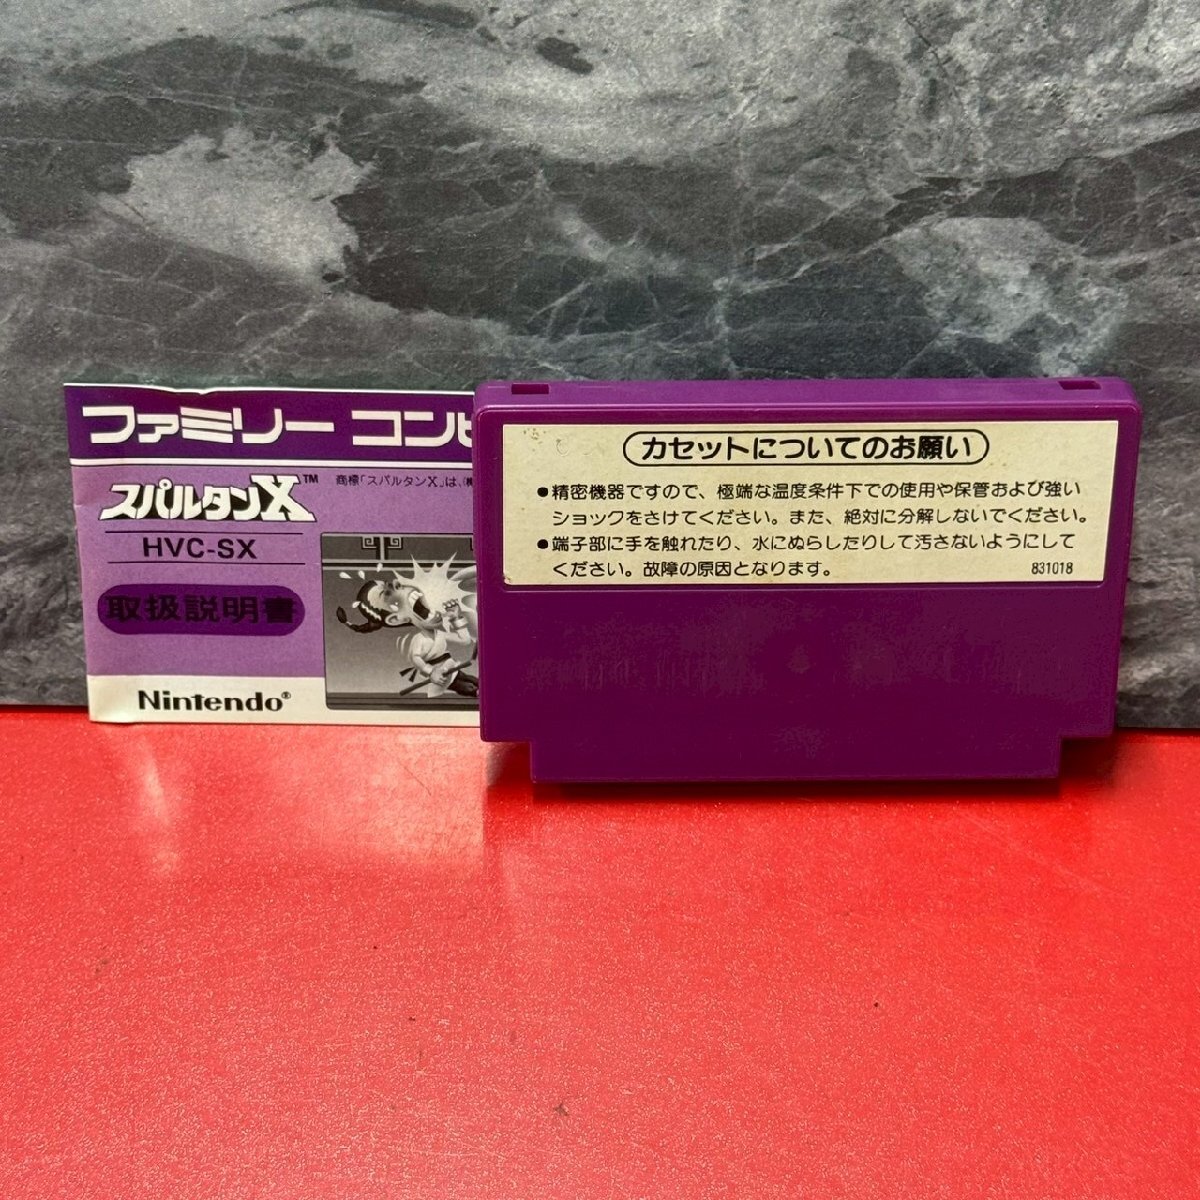 ファミリー コンピ
スパルタンX™
商標「スパルタンX」は、(株
HVC-SX
取扱説明書
Nintendo®
カセットについてのお願い
●精密機器ですので、極端な温度条件下での使用や保管および強い
ショックをさけてください。また、絶対に分解しないでください。
●端子部に手を触れたり、水にぬらしたりして汚さないようにして
ください。故障の原因となります。
831018